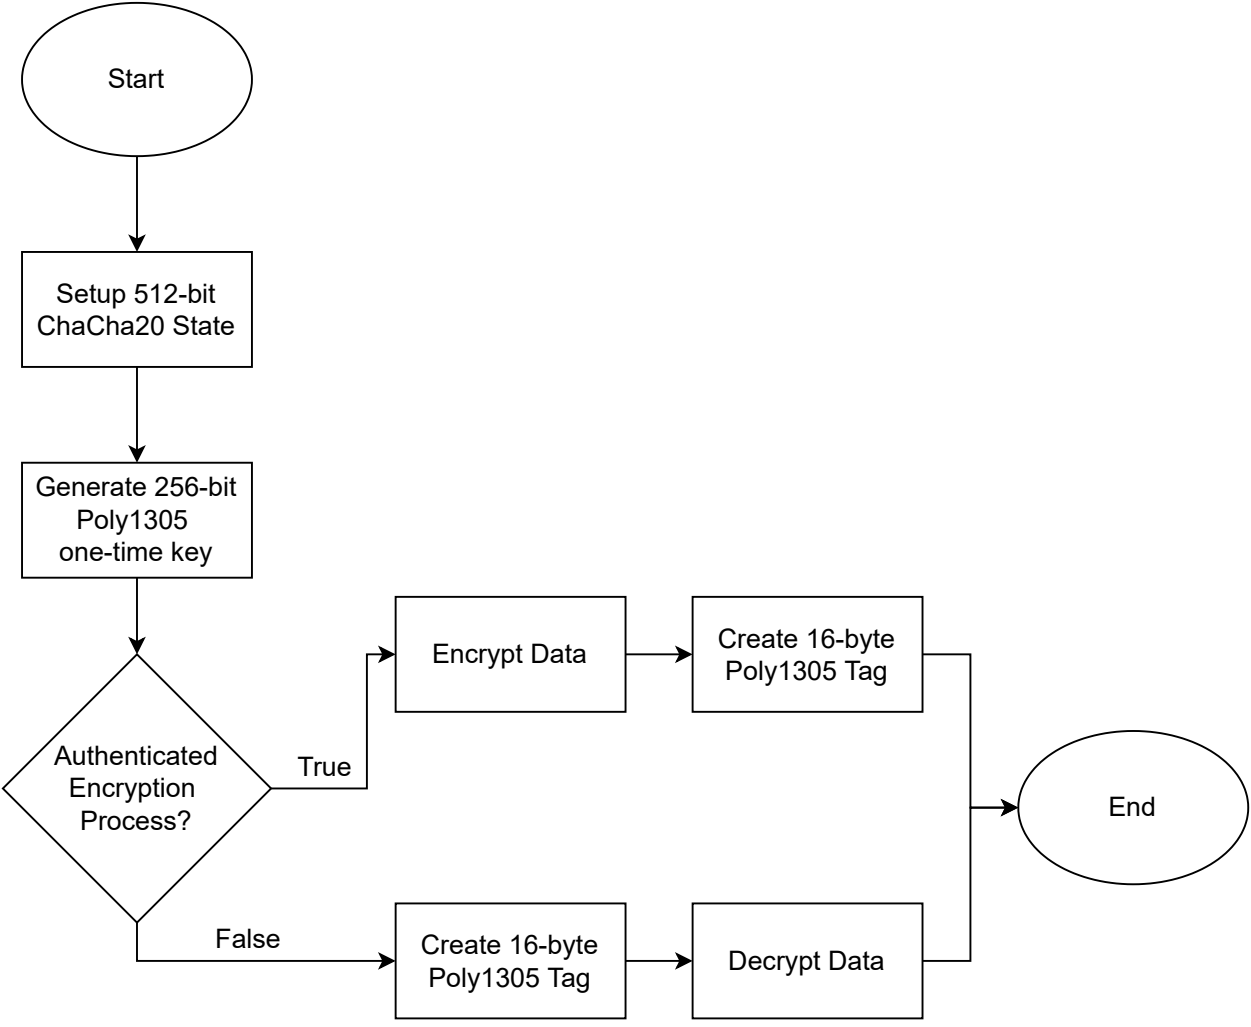 Start
Setup 512-bit
ChaCha20 State
Generate 256-bit
Poly1305
one-time key
Authenticated
Encryption
Process?
True
Encrypt Data
Create 16-byte
Poly1305 Tag
False
Create 16-byte
Poly1305 Tag
Decrypt Data
End